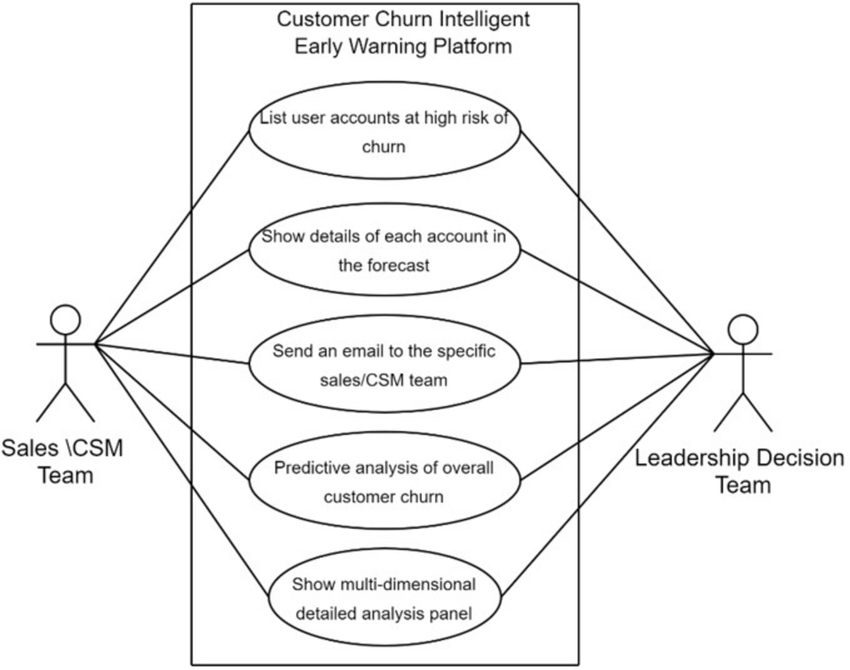 Customer Churn Intelligent
Early Warning Platform
List user accounts at high risk of
churn
Show details of each account in
the forecast
Send an email to the specific
sales/CSM team
Predictive analysis of overall
customer churn
Show multi-dimensional
detailed analysis panel
Sales \CSM
Team
Leadership Decision
Team